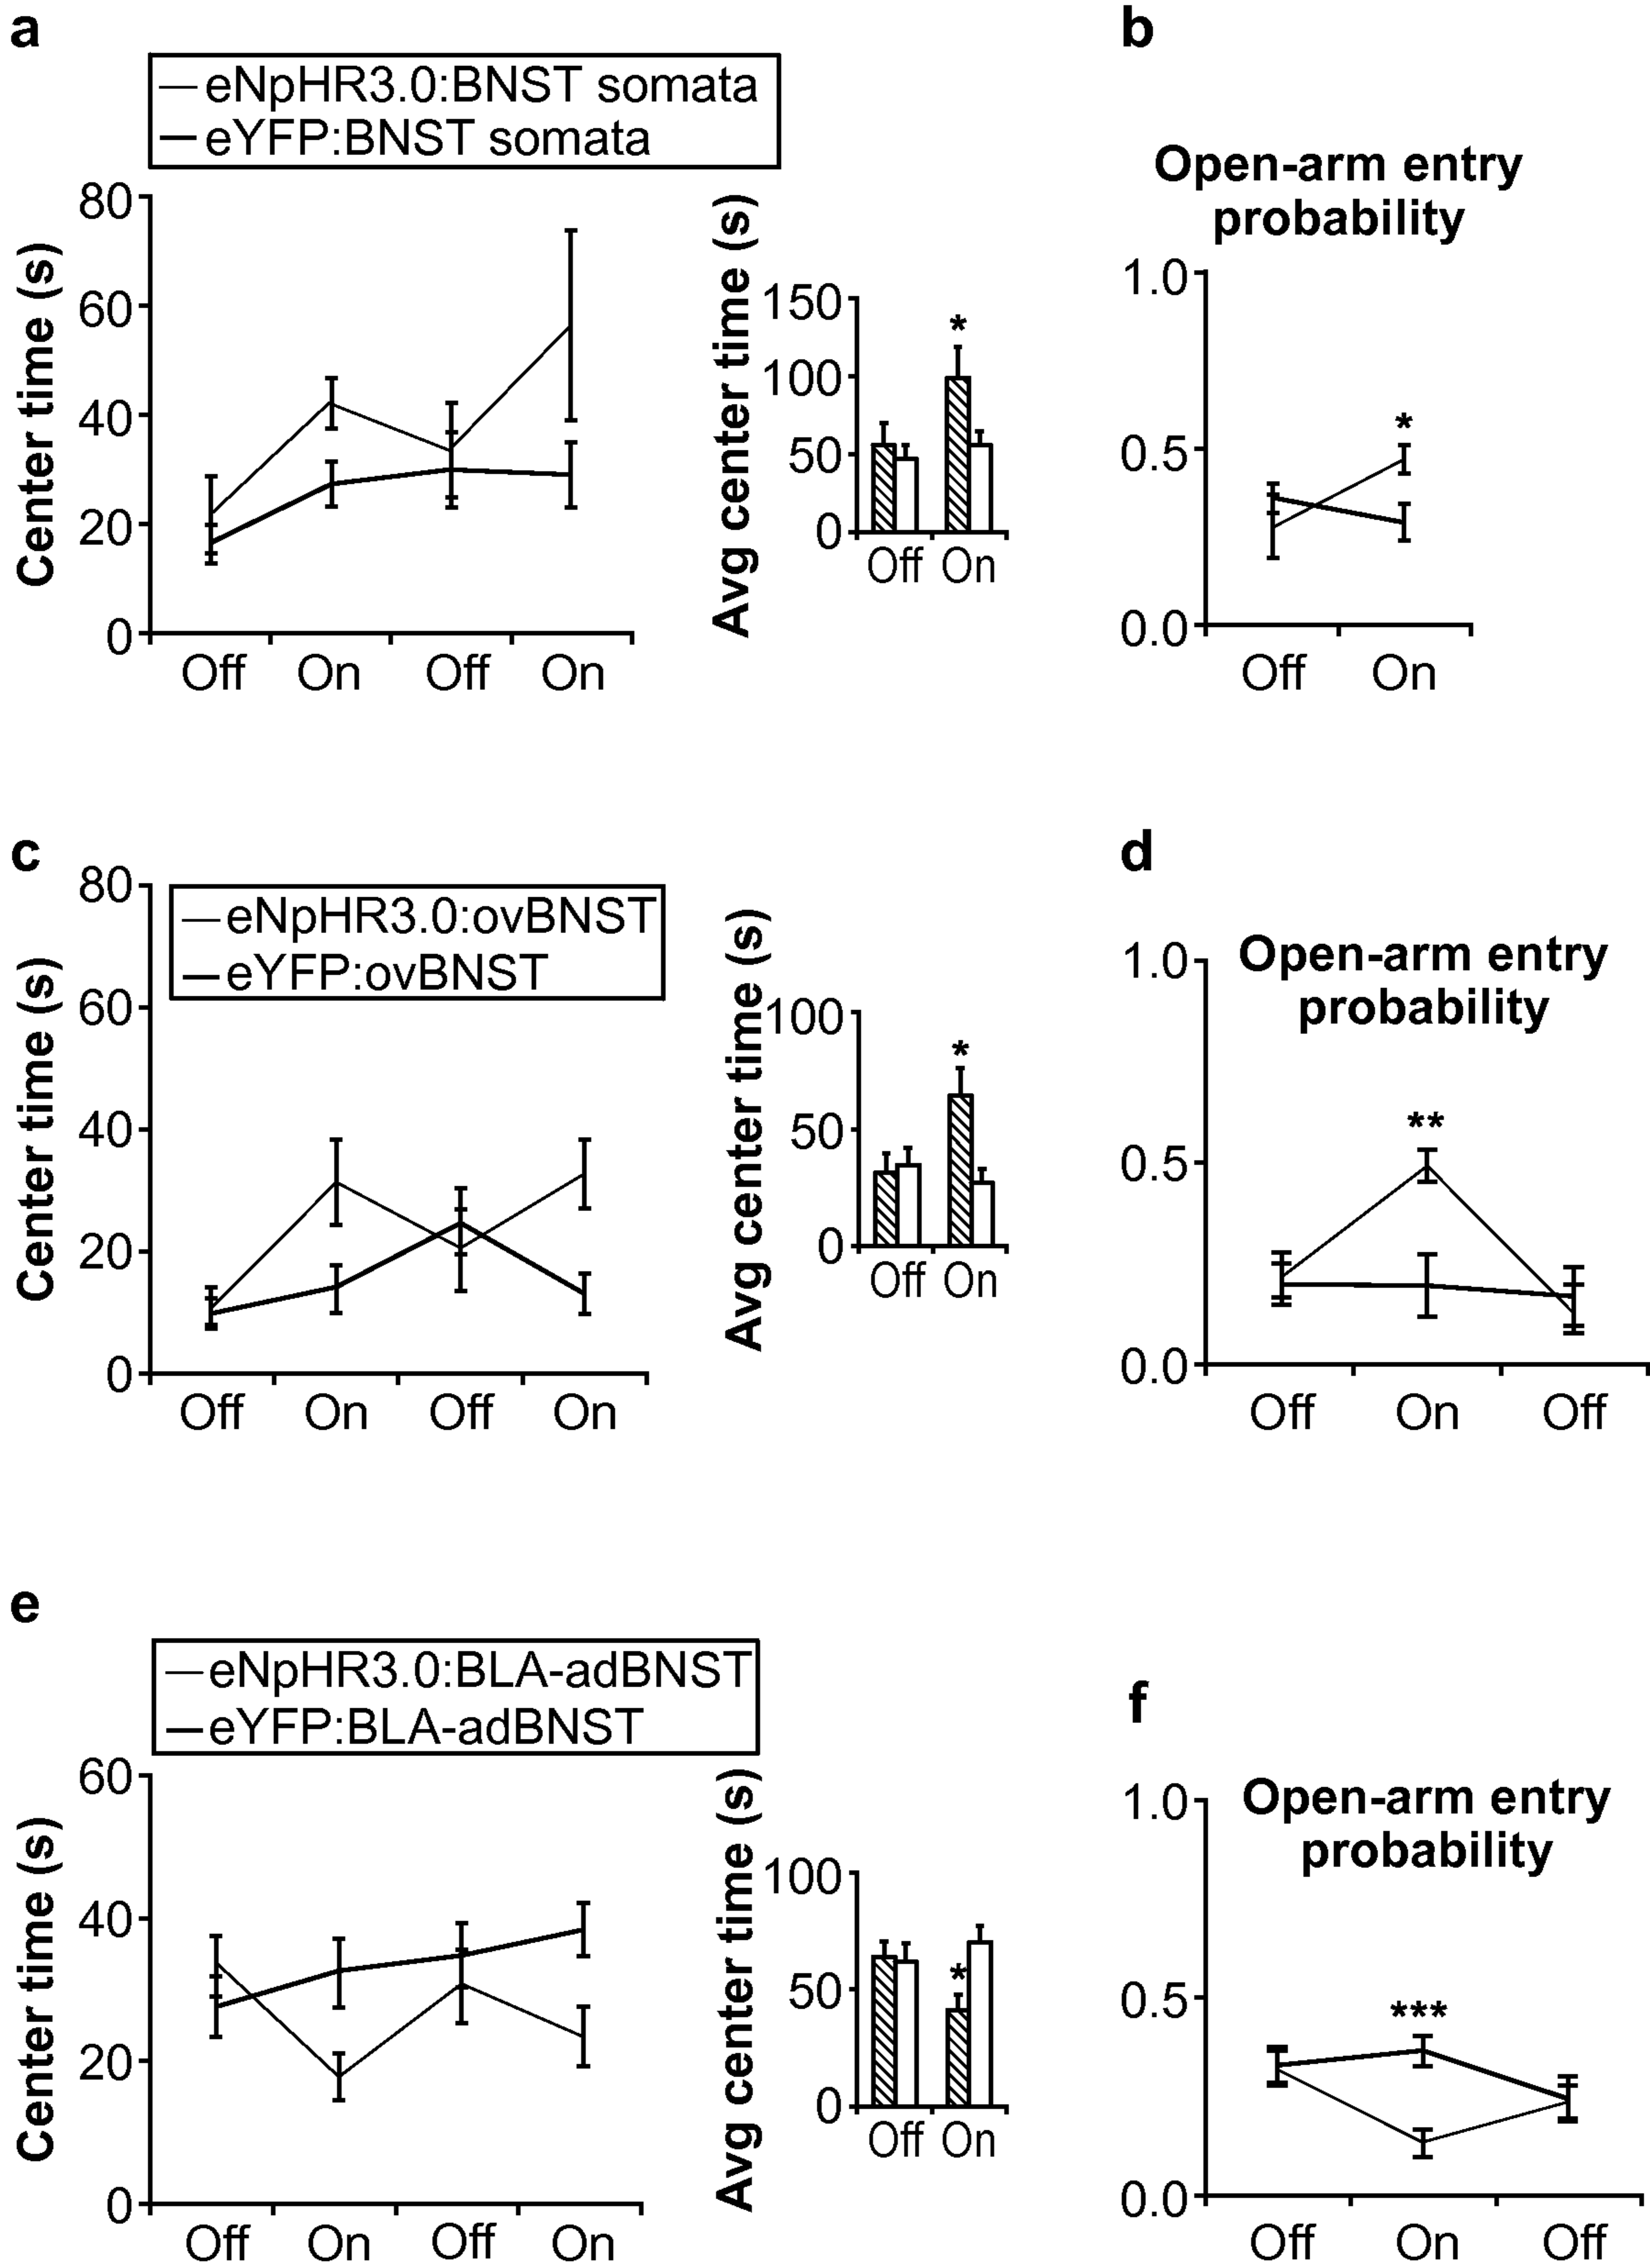 a
eNpHR3.0:BNST somata
eYFP:BNST somata
Center time (s)
80
60
40
20
0
Off On Off On
Avg center time (s)
150
100
50
0
*
Off On
b
Open-arm entry
probability
1.0
0.5
0.0
*
Off On
c
eNpHR3.0:ovBNST
eYFP:ovBNST
Center time (s)
80
60
40
20
0
Off On Off On
Avg center time (s)
100
50
0
*
Off On
d
Open-arm entry
probability
1.0
0.5
0.0
**
Off On Off
e
eNpHR3.0:BLA-adBNST
eYFP:BLA-adBNST
Center time (s)
60
40
20
0
Off On Off On
Avg center time (s)
100
50
0
*
Off On
f
Open-arm entry
probability
1.0
0.5
0.0
***
Off On Off